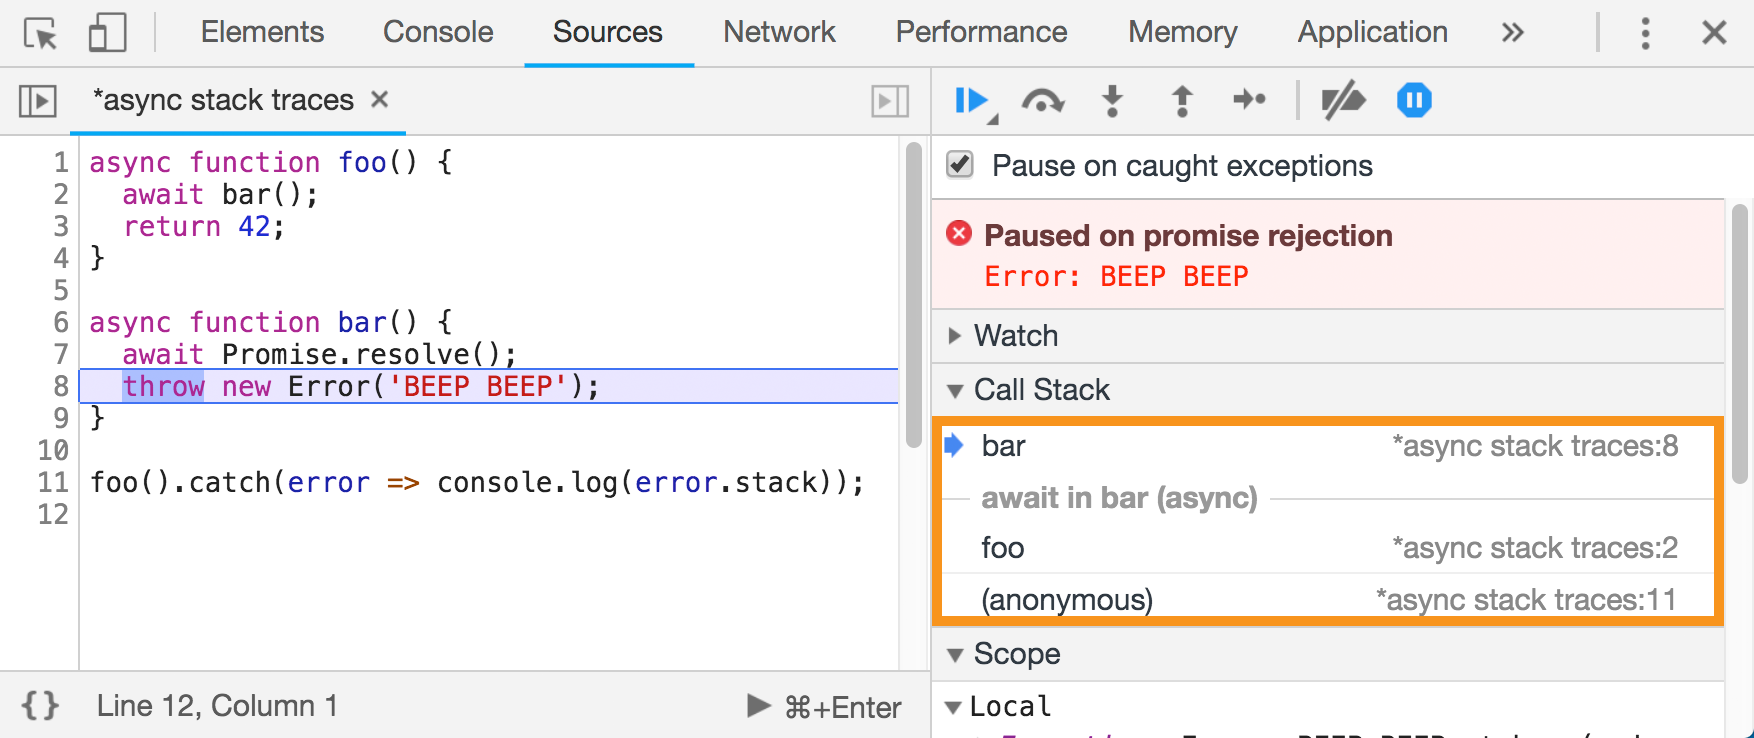 Elements Console Sources Network Performance Memory Application »
*async stack traces ×
1 async function foo() {
2   await bar();
3   return 42;
4 }
5
6 async function bar() {
7   await Promise.resolve();
8   throw new Error('BEEP BEEP');
9 }
10
11 foo().catch(error => console.log(error.stack));
12
{} Line 12, Column 1 ⌘+Enter
Pause on caught exceptions
Paused on promise rejection
Error: BEEP BEEP
Watch
Call Stack
bar *async stack traces:8
await in bar (async)
foo *async stack traces:2
(anonymous) *async stack traces:11
Scope
Local